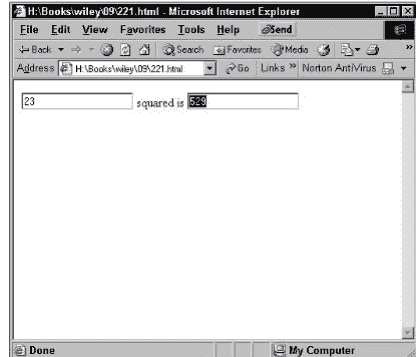 H:\Books\wiley\09\221.html - Microsoft Internet Explorer
File Edit View Favorites Tools Help Send
Back Search Favorites Media »
Address H:\Books\wiley\09\221.html Go Links » Norton AntiVirus
23 squared is 529
Done My Computer